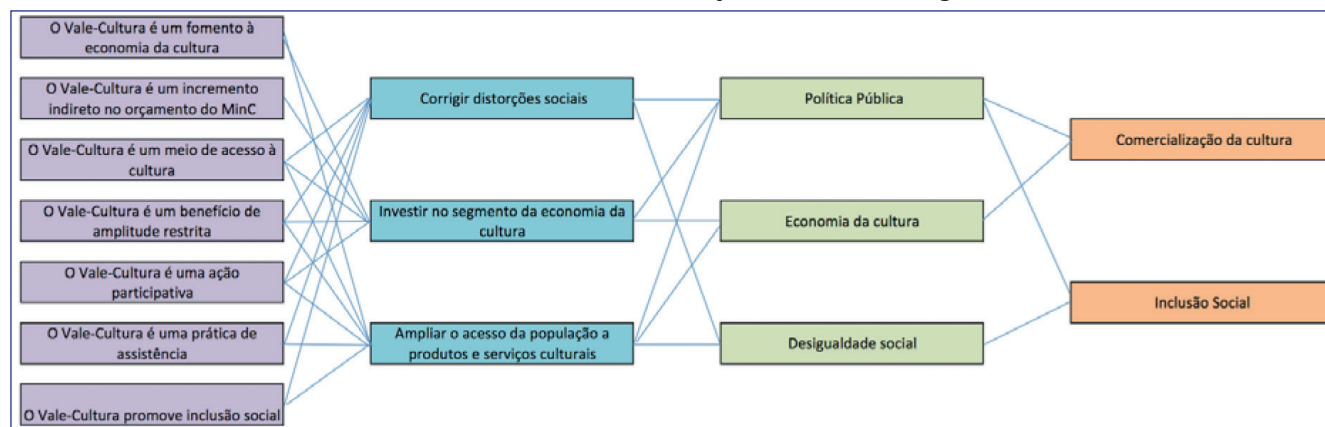 O Vale-Cultura é um fomento à
economia da cultura
O Vale-Cultura é um incremento
indireto no orçamento do MinC
O Vale-Cultura é um meio de acesso à
cultura
O Vale-Cultura é um benefício de
amplitude restrita
O Vale-Cultura é uma ação
participativa
O Vale-Cultura é uma prática de
assistência
O Vale-Cultura promove inclusão social
Corrigir distorções sociais
Investir no segmento da economia da
cultura
Ampliar o acesso da população a
produtos e serviços culturais
Política Pública
Economia da cultura
Desigualdade social
Comercialização da cultura
Inclusão Social